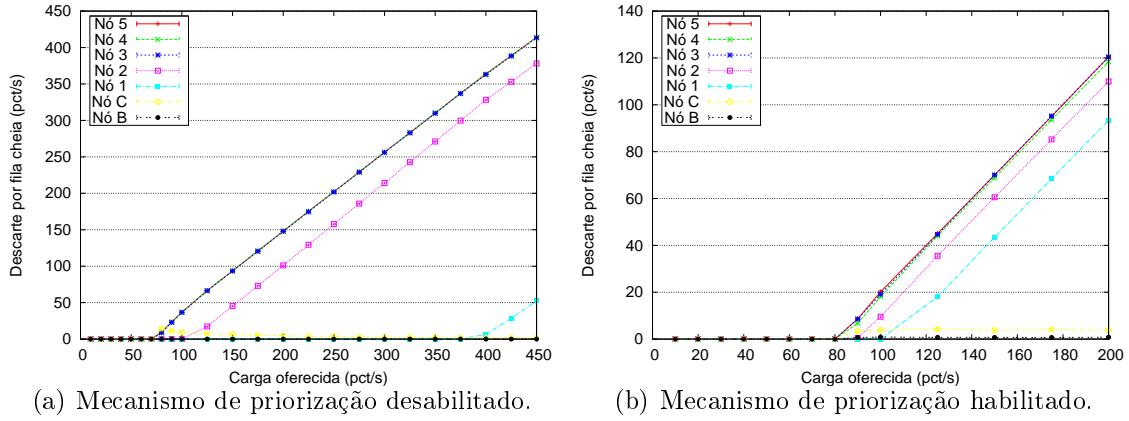 Descarte por fila cheia (pct/s)
450
400
350
300
250
200
150
100
50
0
Nó 5
Nó 4
Nó 3
Nó 2
Nó 1
Nó C
Nó B
0 50 100 150 200 250 300 350 400 450
Carga oferecida (pct/s)
(a) Mecanismo de priorização desabilitado.
Descarte por fila cheia (pct/s)
140
120
100
80
60
40
20
0
Nó 5
Nó 4
Nó 3
Nó 2
Nó 1
Nó C
Nó B
0 20 40 60 80 100 120 140 160 180 200
Carga oferecida (pct/s)
(b) Mecanismo de priorização habilitado.